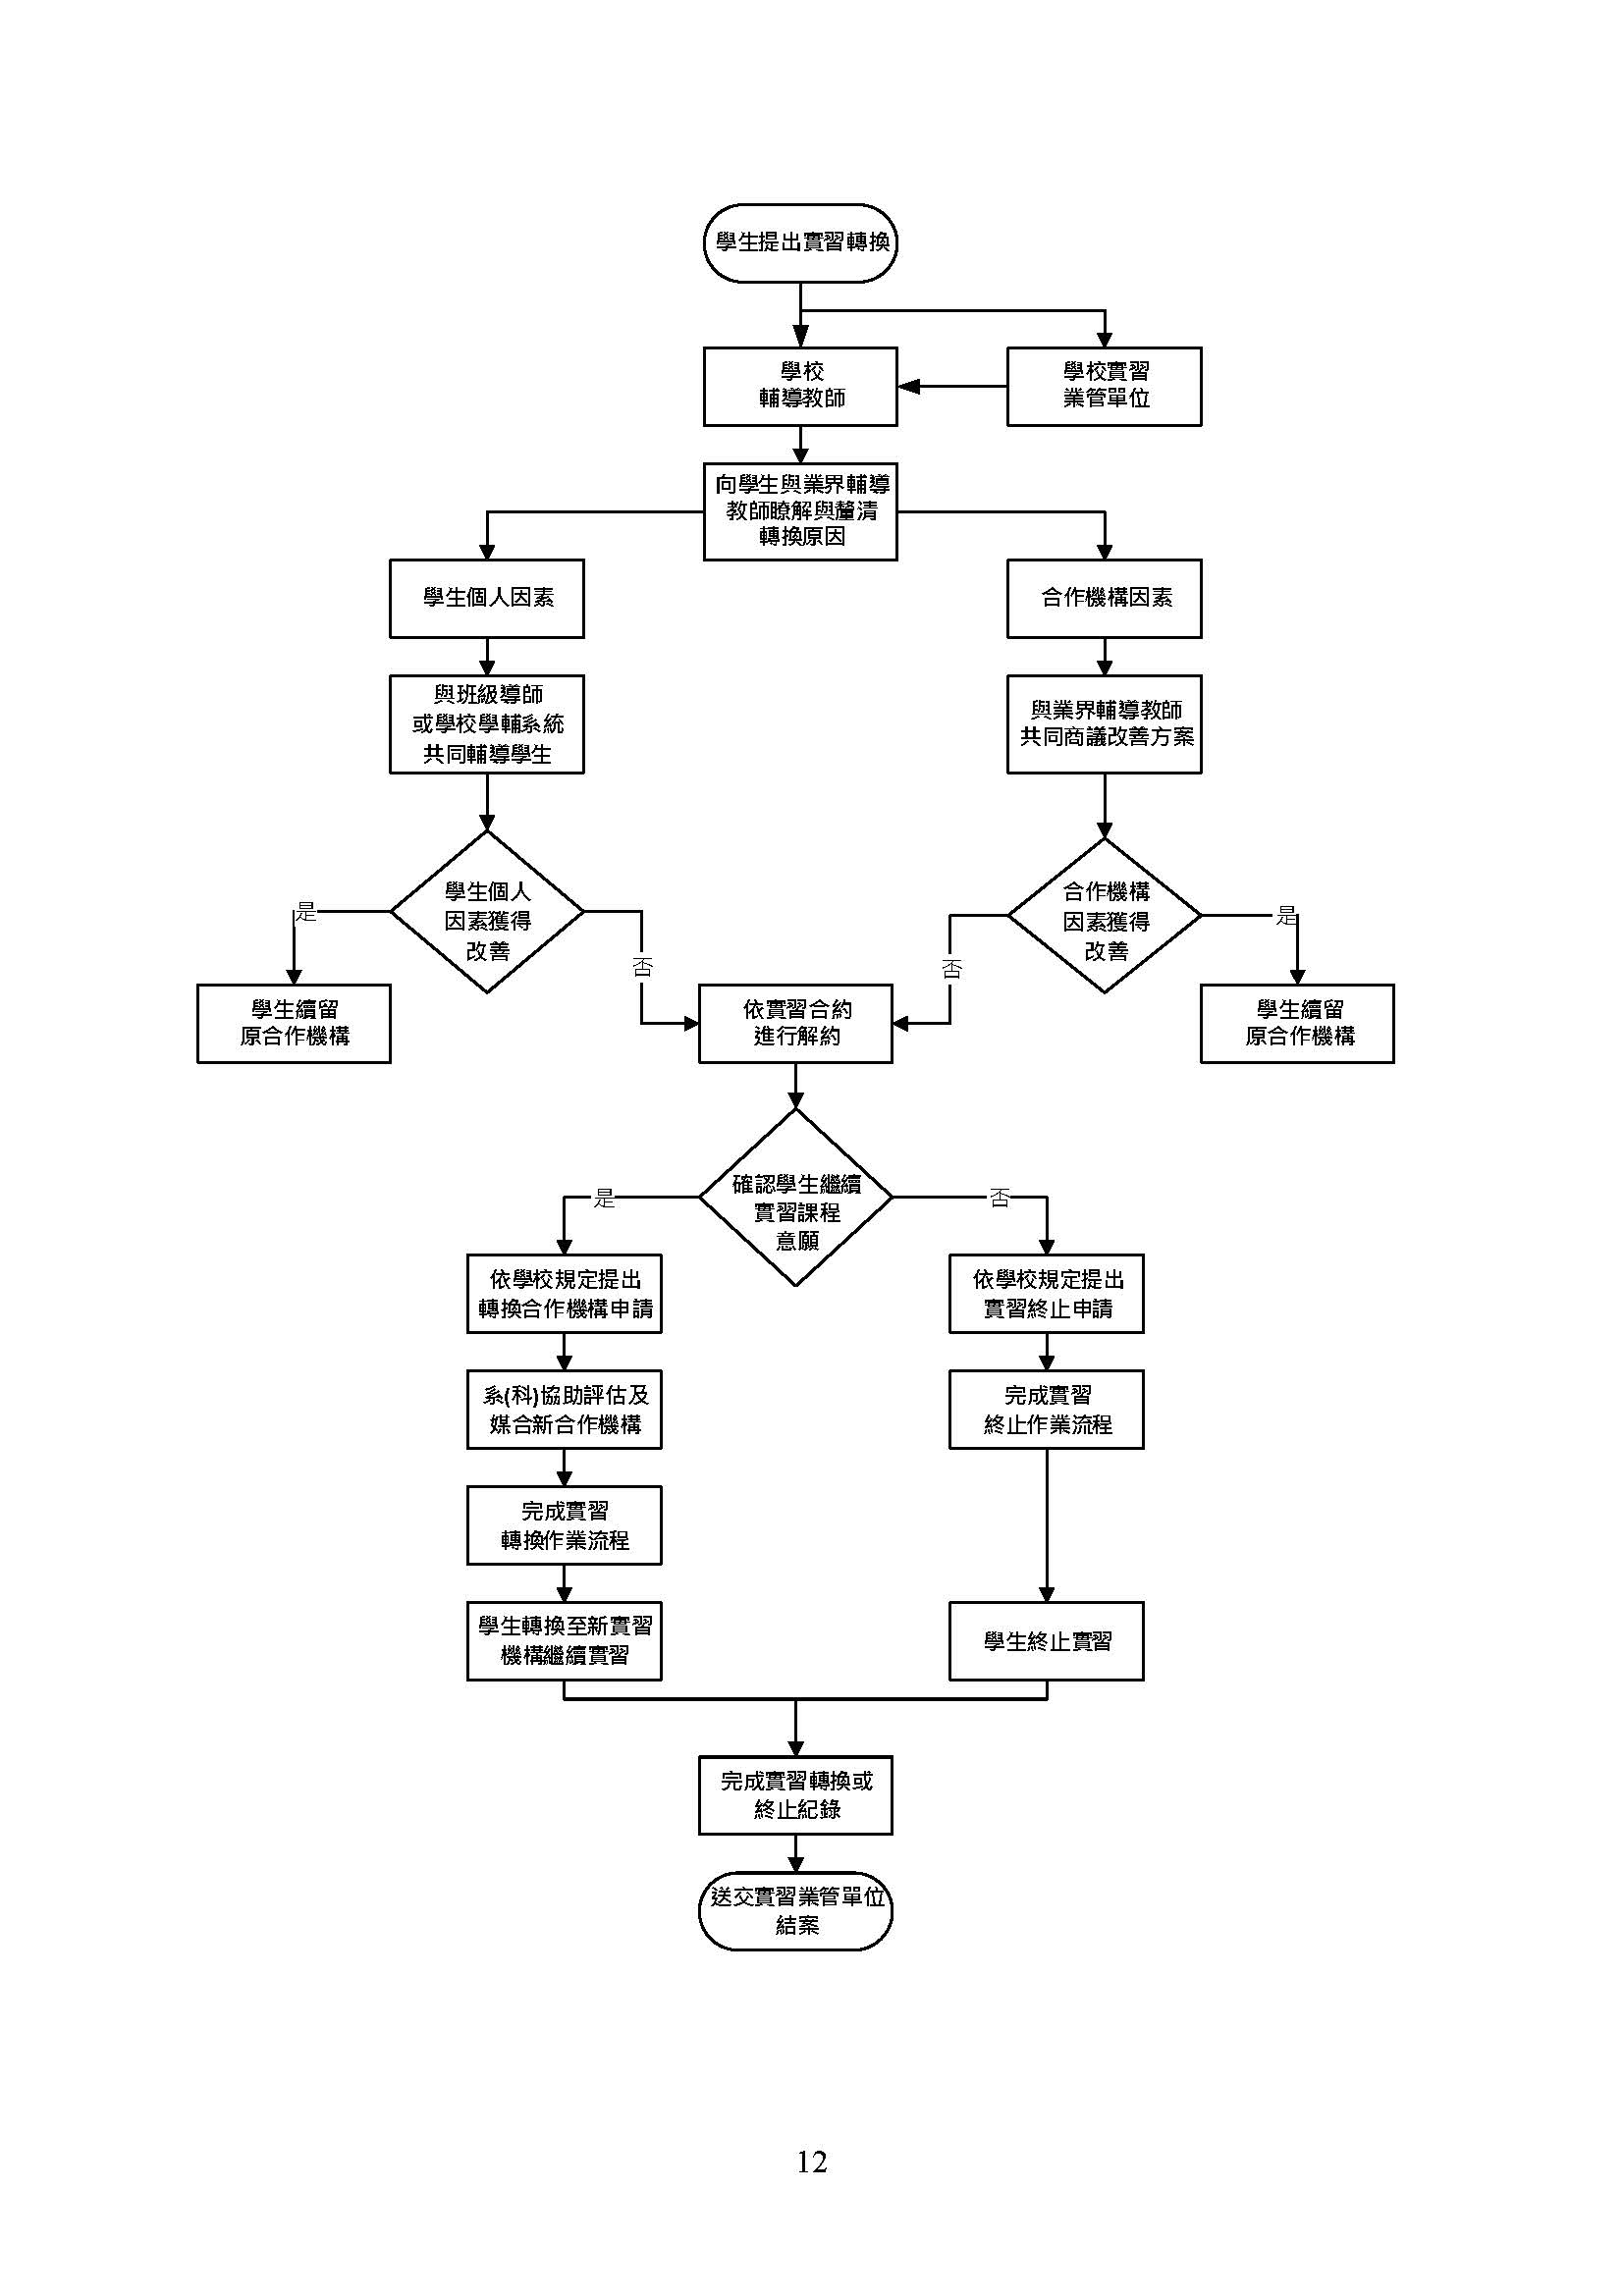 學生提出實習轉換
學校
輔導教師
學校實習
業管單位
向學生與業界輔導
教師瞭解與釐清
轉換原因
學生個人因素
合作機構因素
與班級導師
或學校學輔系統
共同輔導學生
與業界輔導教師
共同商議改善方案
學生個人
因素獲得
改善
合作機構
因素獲得
改善
是
否
否
是
學生續留
原合作機構
依實習合約
進行解約
學生續留
原合作機構
確認學生繼續
實習課程
意願
是
否
依學校規定提出
轉換合作機構申請
依學校規定提出
實習終止申請
系(科)協助評估及
媒合新合作機構
完成實習
終止作業流程
完成實習
轉換作業流程
學生轉換至新實習
機構繼續實習
學生終止實習
完成實習轉換或
終止紀錄
送交實習業管單位
結案
12